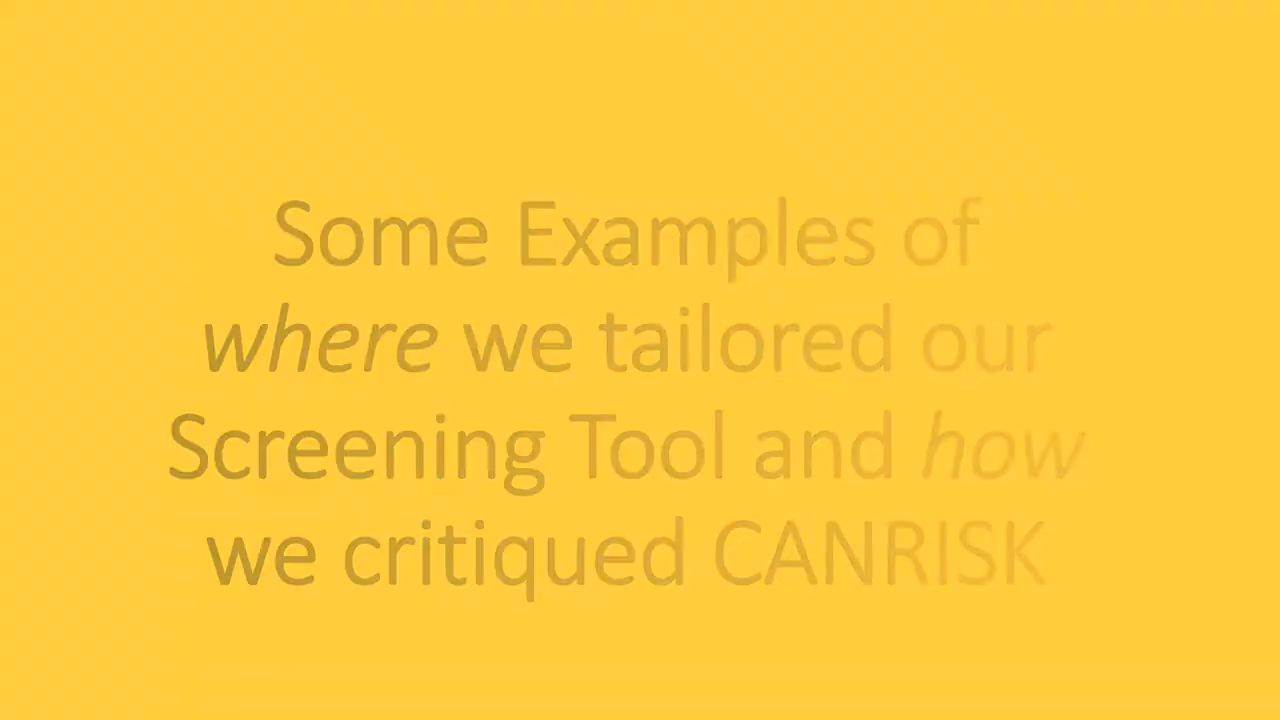 Some Examples of
where we tailored our
Screening Tool and how
we critiqued CANRISK